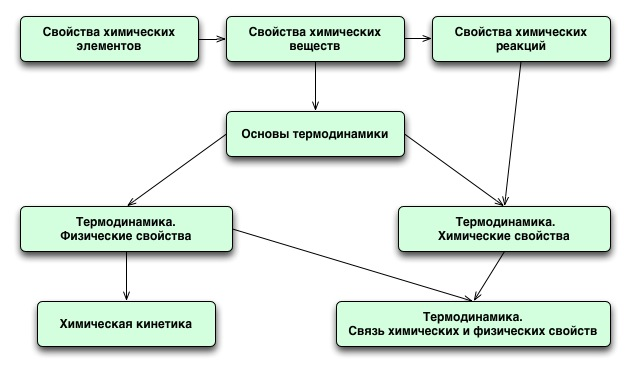 Свойства химических
элементов
Свойства химических
веществ
Свойства химических
реакций
Основы термодинамики
Термодинамика.
Физические свойства
Термодинамика.
Химические свойства
Химическая кинетика
Термодинамика.
Связь химических и физических свойств